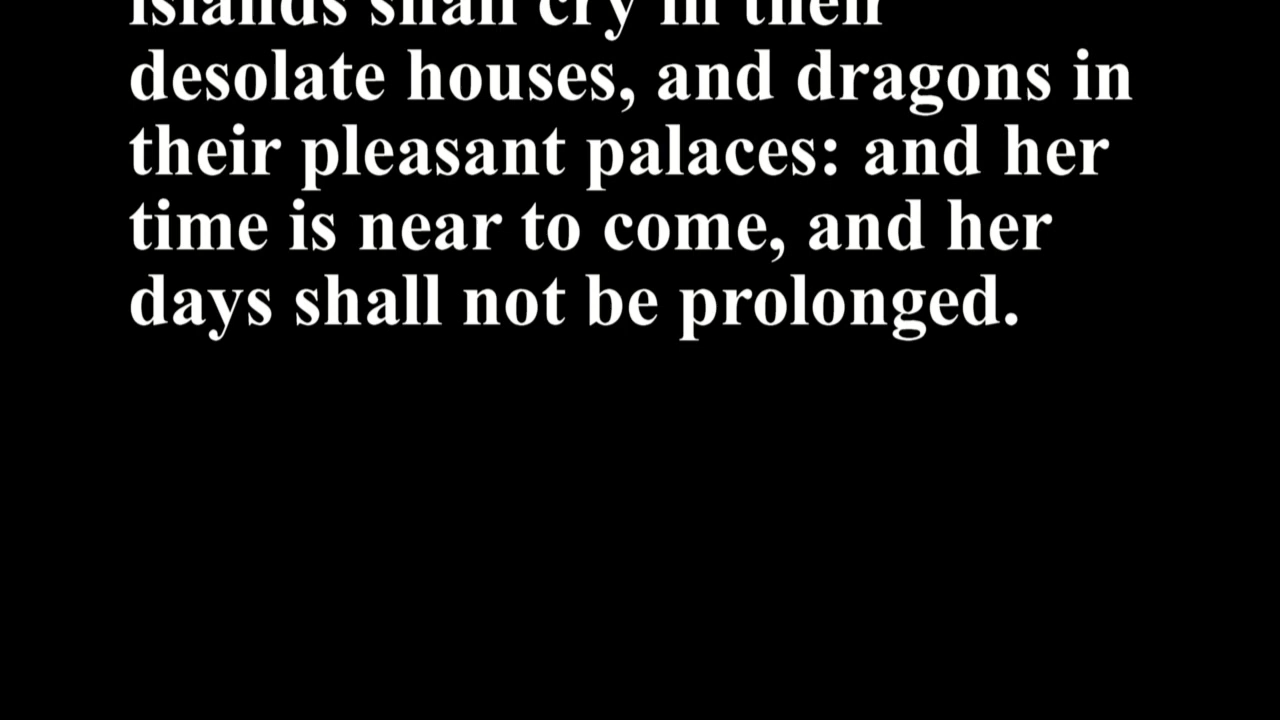 islands shall cry in their
desolate houses, and dragons in
their pleasant palaces: and her
time is near to come, and her
days shall not be prolonged.